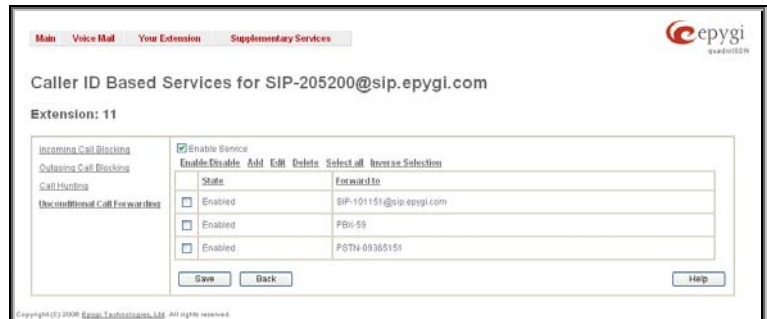 Main Voice Mail Your Extension Supplementary Services
epygi
quadroISDN
Caller ID Based Services for SIP-205200@sip.epygi.com
Extension: 11
Incoming Call Blocking
Outgoing Call Blocking
Call Hunting
Unconditional Call Forwarding
Enable Service
Enable/Disable Add Edit Delete Select all Inverse Selection
State Forward to
Enabled SIP-101151@sip.epygi.com
Enabled PBX-59
Enabled PSTN-09365151
Save Back Help
Copyright (C) 2008 Epygi Technologies, Ltd. All rights reserved.